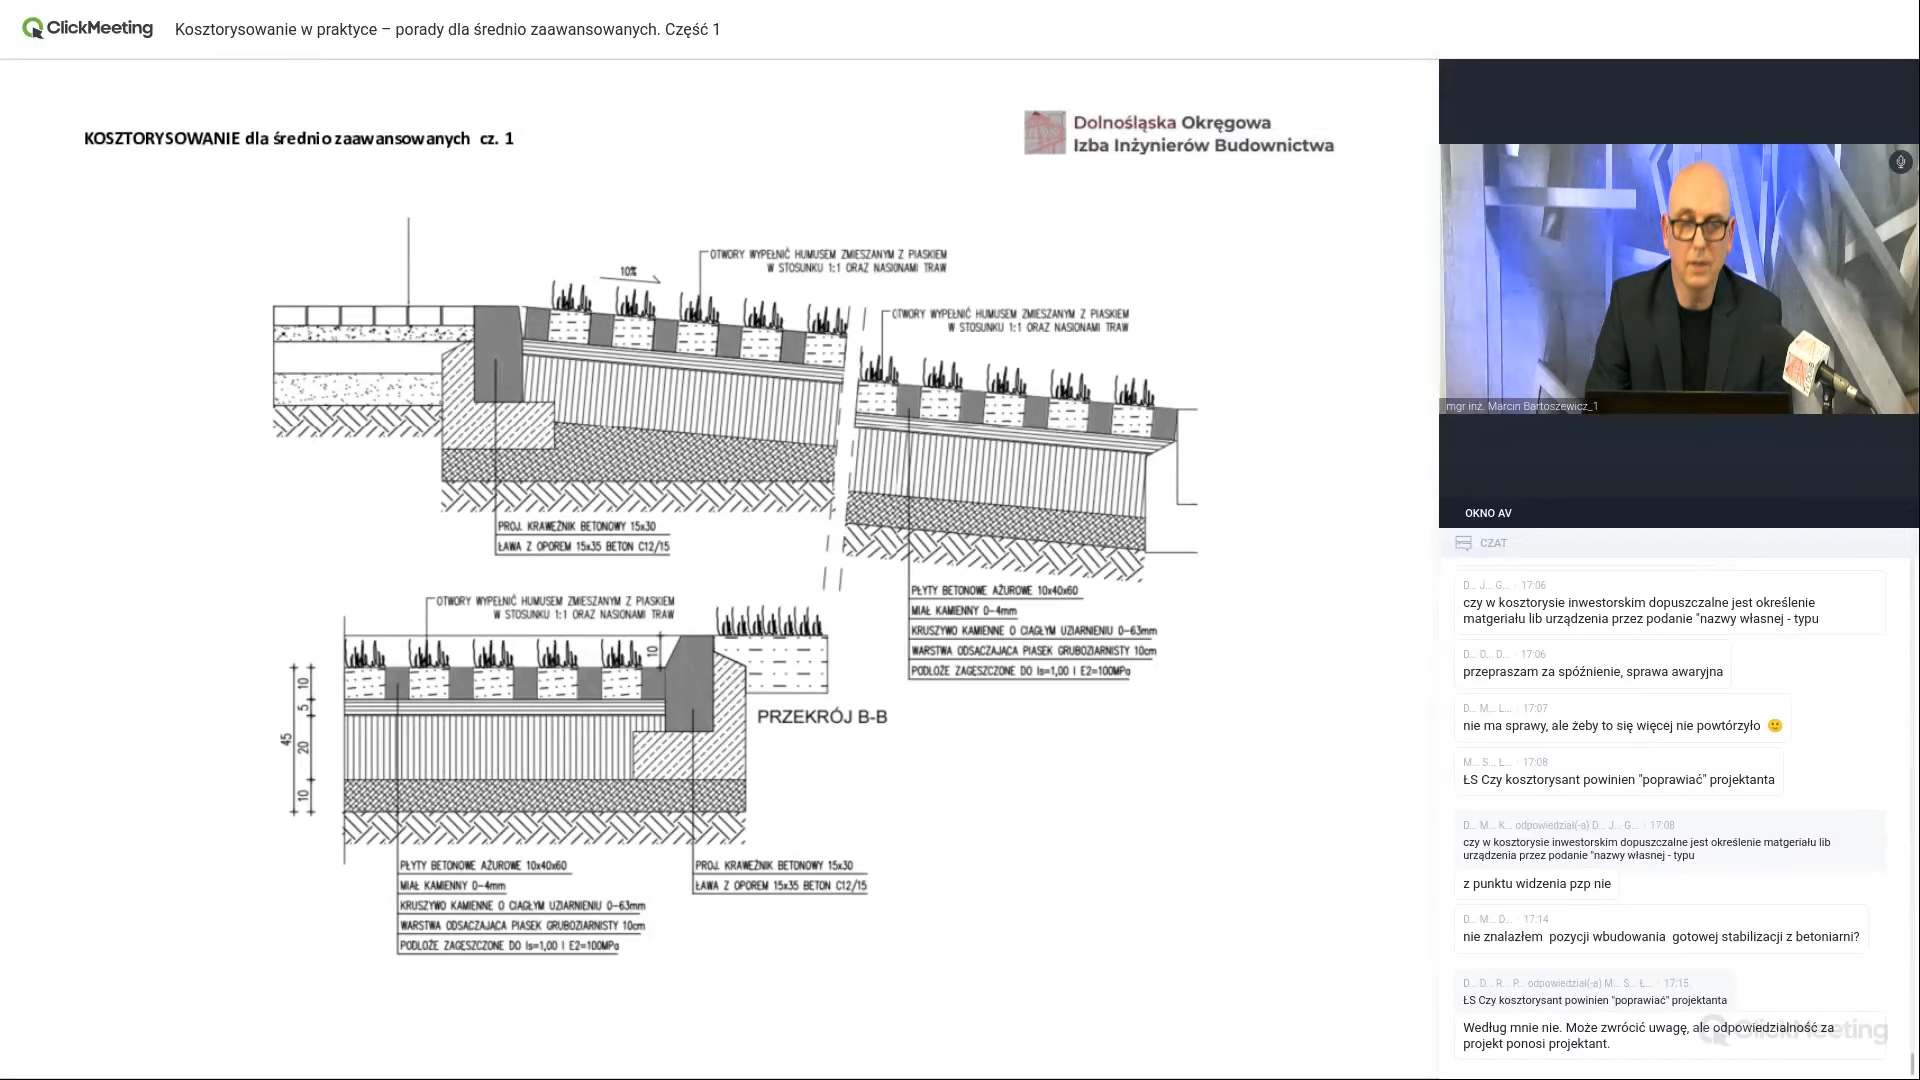 ClickMeeting
Kosztorysowanie w praktyce – porady dla średnio zaawansowanych. Część 1
KOSZTORYSOWANIE dla średnio zaawansowanych cz. 1
Dolnośląska Okręgowa
Izba Inżynierów Budownictwa
OTWORY WYPEŁNIĆ HUMUSEM ZMIESZANYM Z PIASKIEM
W STOSUNKU 1:1 ORAZ NASIONAMI TRAW
10%
OTWORY WYPEŁNIĆ HUMUSEM ZMIESZANYM Z PIASKIEM
W STOSUNKU 1:1 ORAZ NASIONAMI TRAW
PROJ. KRAWEŻNIK BETONOWY 15x30
ŁAWA Z OPOREM 15x35 BETON C12/15
PŁYTY BETONOWE AŻUROWE 10x40x60
MIAŁ KAMIENNY 0-4mm
KRUSZYWO KAMIENNE O CIĄGŁYM UZIARNIENIU 0-63mm
WARSTWA ODSĄCZAJĄCA PIASEK GRUBOZIARNISTY 10cm
PODŁOŻE ZAGĘSZCZONE DO Is=1,00 I E2=100MPa
OTWORY WYPEŁNIĆ HUMUSEM ZMIESZANYM Z PIASKIEM
W STOSUNKU 1:1 ORAZ NASIONAMI TRAW
10
10
5
45
20
10
PRZEKRÓJ B-B
PŁYTY BETONOWE AŻUROWE 10x40x60
MIAŁ KAMIENNY 0-4mm
KRUSZYWO KAMIENNE O CIĄGŁYM UZIARNIENIU 0-63mm
WARSTWA ODSĄCZAJĄCA PIASEK GRUBOZIARNISTY 10cm
PODŁOŻE ZAGĘSZCZONE DO Is=1,00 I E2=100MPa
PROJ. KRAWEŻNIK BETONOWY 15x30
ŁAWA Z OPOREM 15x35 BETON C12/15
mgr inż. Marcin Bartoszewicz_1
OKNO AV
CZAT
D... J... G... · 17:06
czy w kosztorysie inwestorskim dopuszczalne jest określenie
matgeriału lib urządzenia przez podanie "nazwy własnej - typu
D... D... D... · 17:06
przepraszam za spóźnienie, sprawa awaryjna
D... M... L... · 17:07
nie ma sprawy, ale żeby to się więcej nie powtórzyło 🙂
M... S... Ł... · 17:08
ŁS Czy kosztorysant powinien "poprawiać" projektanta
D... M... K... odpowiedział(-a) D... J... G... · 17:08
czy w kosztorysie inwestorskim dopuszczalne jest określenie matgeriału lib
urządzenia przez podanie "nazwy własnej - typu
z punktu widzenia pzp nie
D... M... D... · 17:14
nie znalazłem pozycji wbudowania gotowej stabilizacji z betoniarni?
D... D... R... P... odpowiedział(-a) M... S... Ł... · 17:15
ŁS Czy kosztorysant powinien "poprawiać" projektanta
Według mnie nie. Może zwrócić uwagę, ale odpowiedzialność za
projekt ponosi projektant.
ClickMeeting